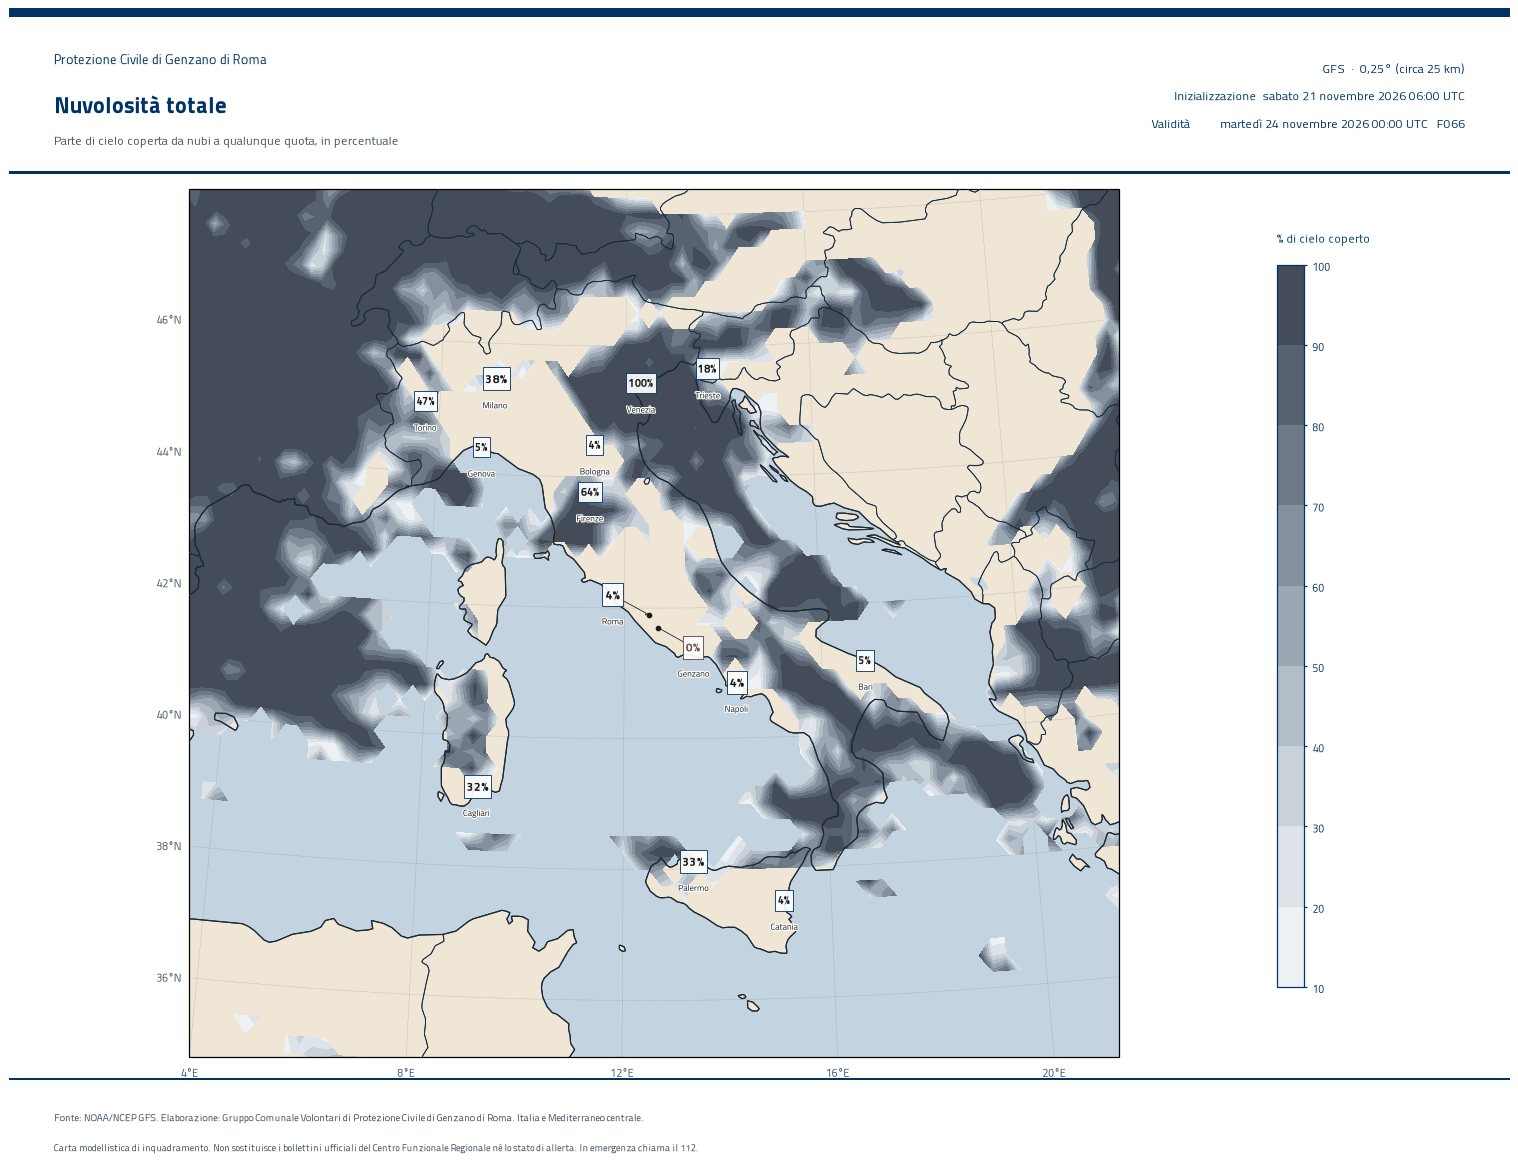 Protezione Civile di Genzano di Roma
Nuvolosità totale
Parte di cielo coperta da nubi a qualunque quota, in percentuale
GFS · 0,25° (circa 25 km)
Inizializzazione sabato 21 novembre 2026 06:00 UTC
Validità martedì 24 novembre 2026 00:00 UTC F066
% di cielo coperto
100
90
80
70
60
50
40
30
20
10
46°N
44°N
42°N
40°N
38°N
36°N
4°E
8°E
12°E
16°E
20°E
18%
Trieste
38%
Milano
100%
Venezia
47%
Torino
5%
Genova
4%
Bologna
64%
Firenze
4%
Roma
0%
Genzano
5%
Bari
4%
Napoli
32%
Cagliari
33%
Palermo
4%
Catania
Fonte: NOAA/NCEP GFS. Elaborazione: Gruppo Comunale Volontari di Protezione Civile di Genzano di Roma. Italia e Mediterraneo centrale.
Carta modellistica di inquadramento. Non sostituisce i bollettini ufficiali del Centro Funzionale Regionale né lo stato di allerta. In emergenza chiama il 112.